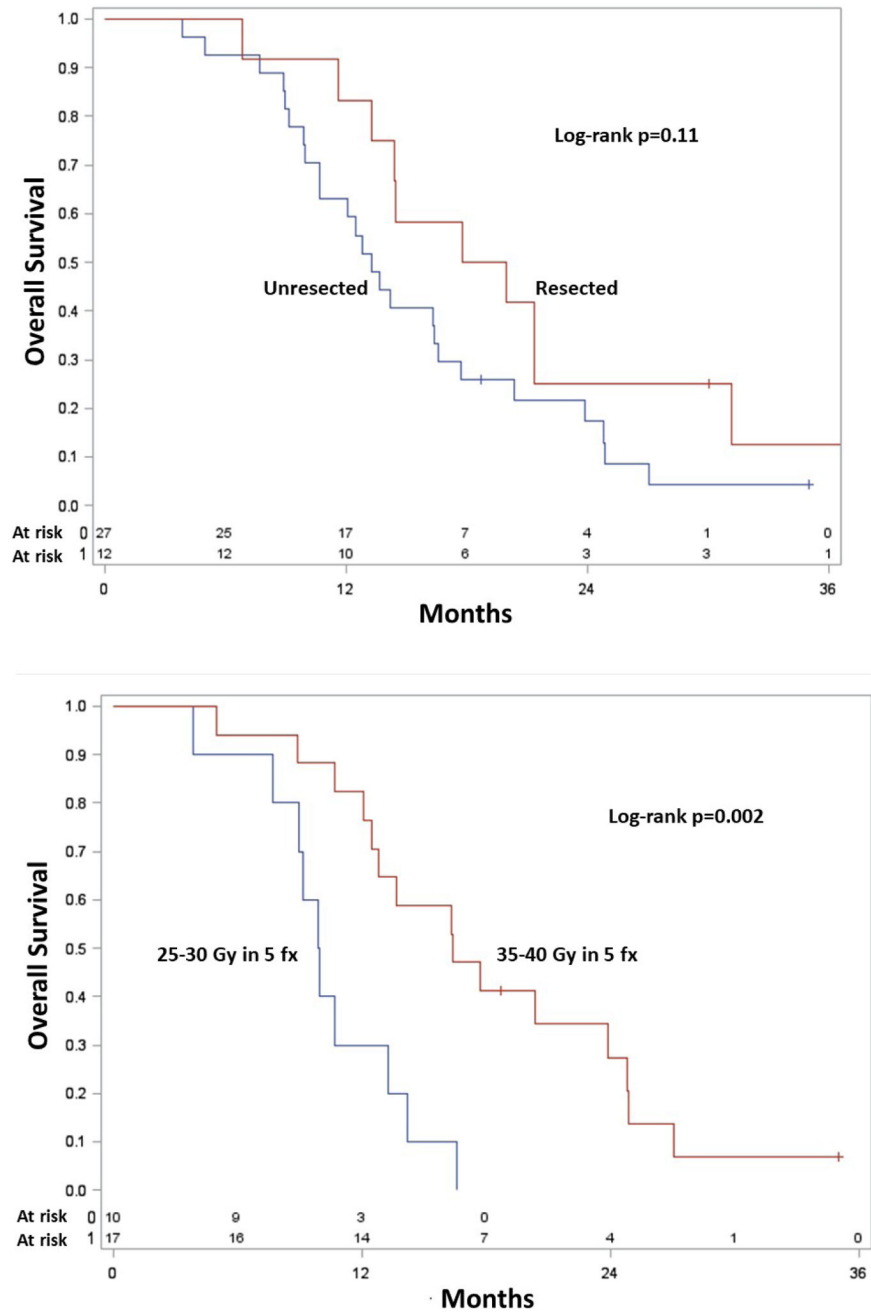 1.0
0.9
0.8
0.7
0.6
0.5
0.4
0.3
0.2
0.1
0.0
Overall Survival
Log-rank p=0.11
Unresected
Resected
At risk 0 27 25 17 7 4 1 0
At risk 1 12 12 10 6 3 3 1
0 12 24 36
Months
1.0
0.9
0.8
0.7
0.6
0.5
0.4
0.3
0.2
0.1
0.0
Overall Survival
Log-rank p=0.002
25-30 Gy in 5 fx
35-40 Gy in 5 fx
At risk 0 10 9 3 0
At risk 1 17 16 14 7 4 1 0
0 12 24 36
Months